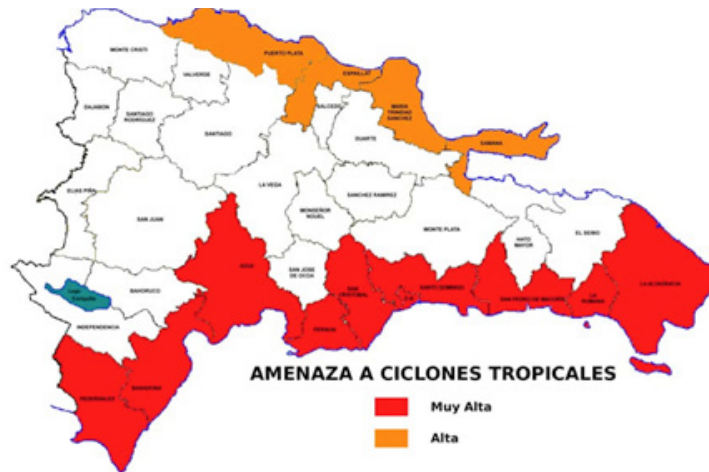 MONTE CRISTI
PUERTO PLATA
VALVERDE
ESPAILLAT
DAJABON
SANTIAGO
RODRIGUEZ
SALCEDO
MARIA
TRINIDAD
SANCHEZ
SANTIAGO
DUARTE
SAMANA
LA VEGA
ELIAS PIÑA
SANCHEZ RAMIREZ
SAN JUAN
MONSEÑOR
NOUEL
MONTE PLATA
HATO
MAYOR
EL SEIBO
AZUA
SAN JOSE
DE OCOA
SAN
CRISTOBAL
SANTO DOMINGO
D.N.
SAN PEDRO DE MACORIS
LA
ROMANA
LA ALTAGRACIA
Lago
Enriquillo
BAHORUCO
INDEPENDENCIA
PERAVIA
PEDERNALES
BARAHONA
AMENAZA A CICLONES TROPICALES
Muy Alta
Alta